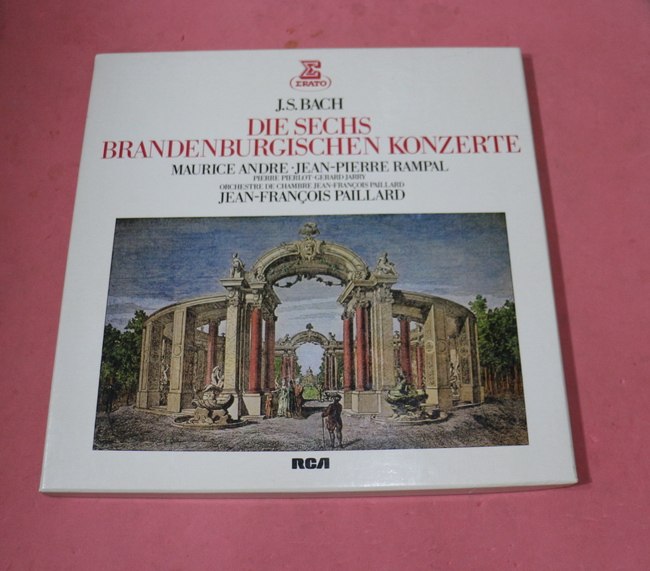 ERATO
J.S. BACH
DIE SECHS
BRANDENBURGISCHEN KONZERTE
MAURICE ANDRE · JEAN-PIERRE RAMPAL
PIERRE PIERLOT · GERARD JARRY
ORCHESTRE DE CHAMBRE JEAN-FRANÇOIS PAILLARD
JEAN-FRANÇOIS PAILLARD
RCA